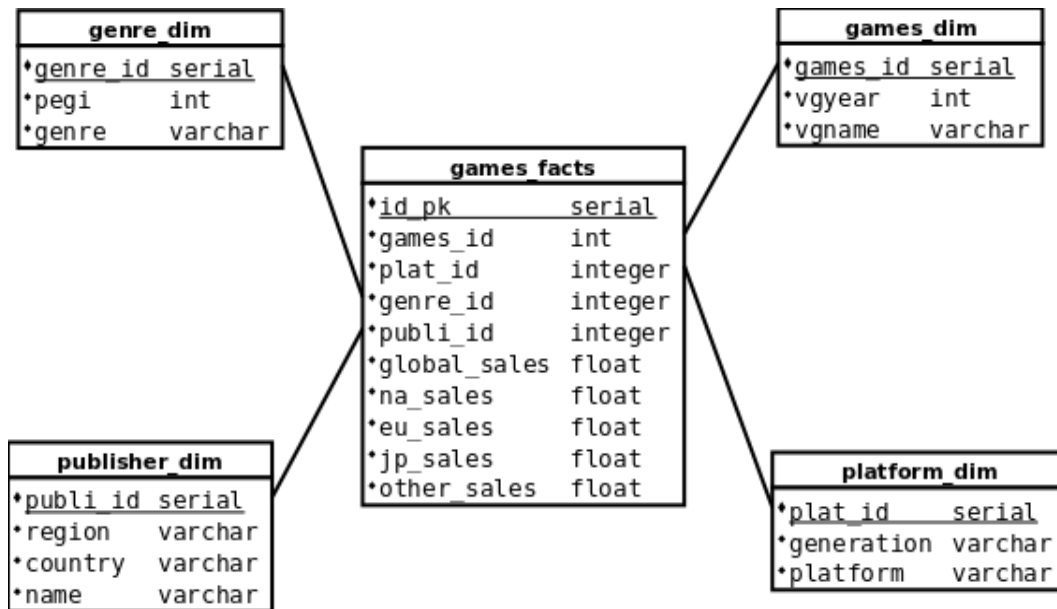 genre_dim
genre_id serial
pegi int
genre varchar
games_dim
games_id serial
vgyear int
vgname varchar
games_facts
id_pk serial
games_id int
plat_id integer
genre_id integer
publi_id integer
global_sales float
na_sales float
eu_sales float
jp_sales float
other_sales float
publisher_dim
publi_id serial
region varchar
country varchar
name varchar
platform_dim
plat_id serial
generation varchar
platform varchar